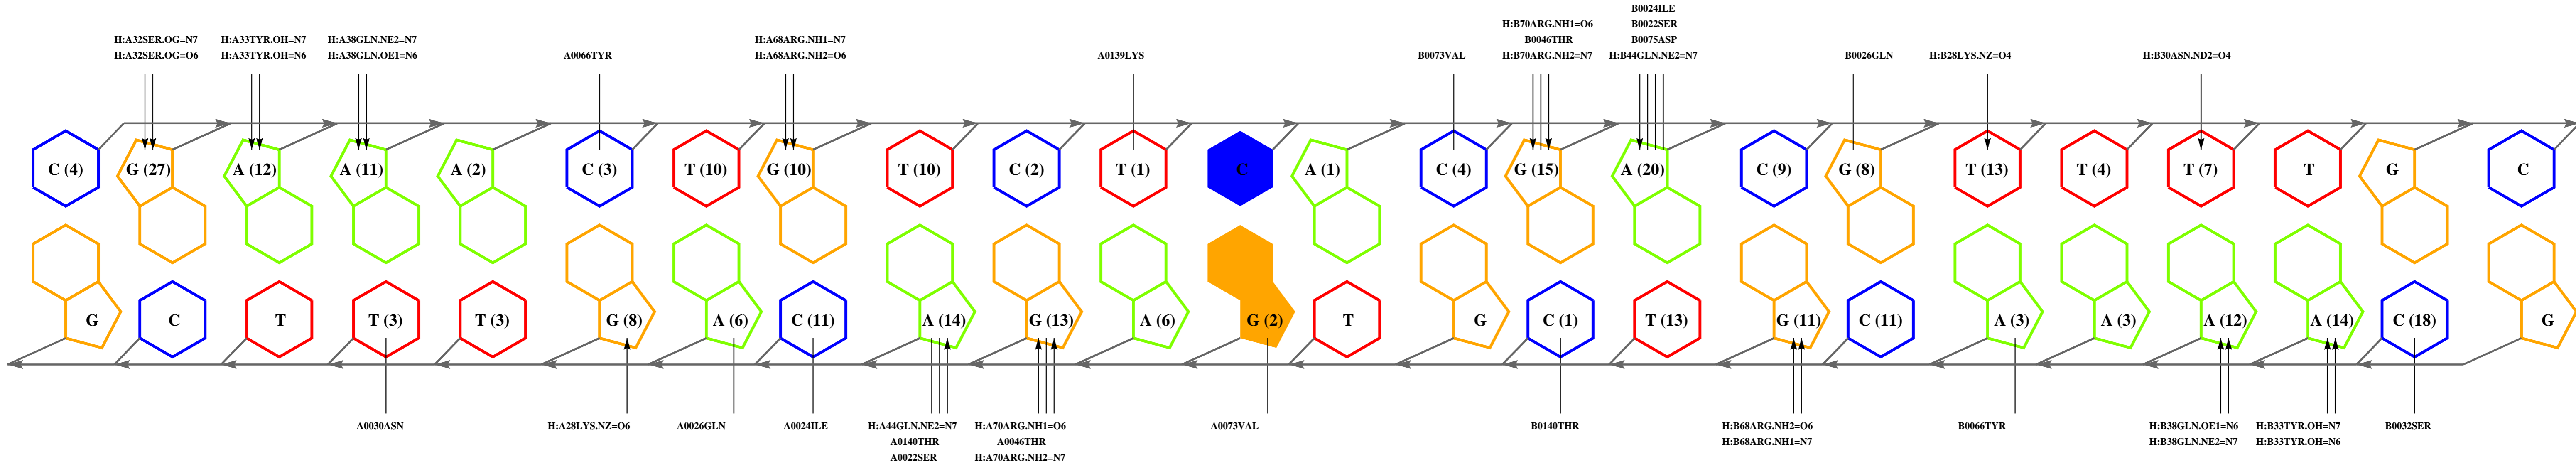 B0024ILE
H:B70ARG.NH1=O6 B0022SER
H:A32SER.OG=N7 H:A33TYR.OH=N7 H:A38GLN.NE2=N7 H:A68ARG.NH1=N7 B0046THR B0075ASP
H:A32SER.OG=O6 H:A33TYR.OH=N6 H:A38GLN.OE1=N6 A0066TYR H:A68ARG.NH2=O6 A0139LYS B0073VAL H:B70ARG.NH2=N7 H:B44GLN.NE2=N7 B0026GLN H:B28LYS.NZ=O4 H:B30ASN.ND2=O4
C (4) G (27) A (12) A (11) A (2) C (3) T (10) G (10) T (10) C (2) T (1) C A (1) C (4) G (15) A (20) C (9) G (8) T (13) T (4) T (7) T G C
G C T T (3) T (3) G (8) A (6) C (11) A (14) G (13) A (6) G (2) T G C (1) T (13) G (11) C (11) A (3) A (3) A (12) A (14) C (18) G
A0030ASN H:A28LYS.NZ=O6 A0026GLN A0024ILE H:A44GLN.NE2=N7 H:A70ARG.NH1=O6 A0073VAL B0140THR H:B68ARG.NH2=O6 B0066TYR H:B38GLN.OE1=N6 H:B33TYR.OH=N7 B0032SER
A0140THR A0046THR H:B68ARG.NH1=N7 H:B38GLN.NE2=N7 H:B33TYR.OH=N6
A0022SER H:A70ARG.NH2=N7